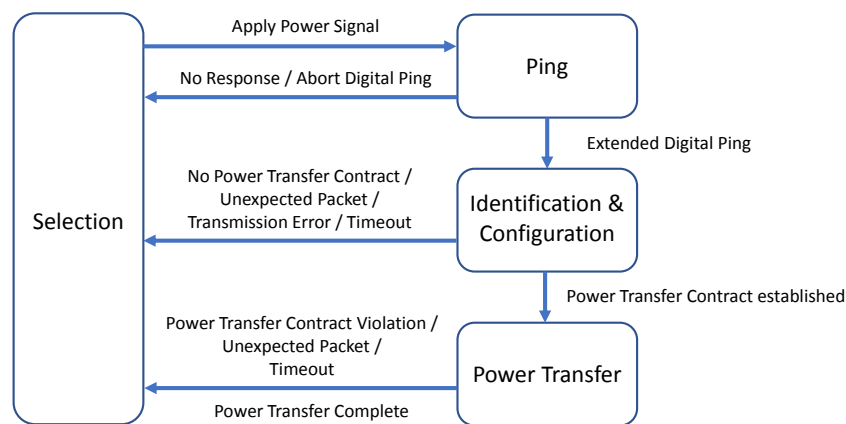 Apply Power Signal
Ping
No Response / Abort Digital Ping
Extended Digital Ping
No Power Transfer Contract /
Unexpected Packet /
Transmission Error / Timeout
Selection
Identification &
Configuration
Power Transfer Contract established
Power Transfer Contract Violation /
Unexpected Packet /
Timeout
Power Transfer
Power Transfer Complete